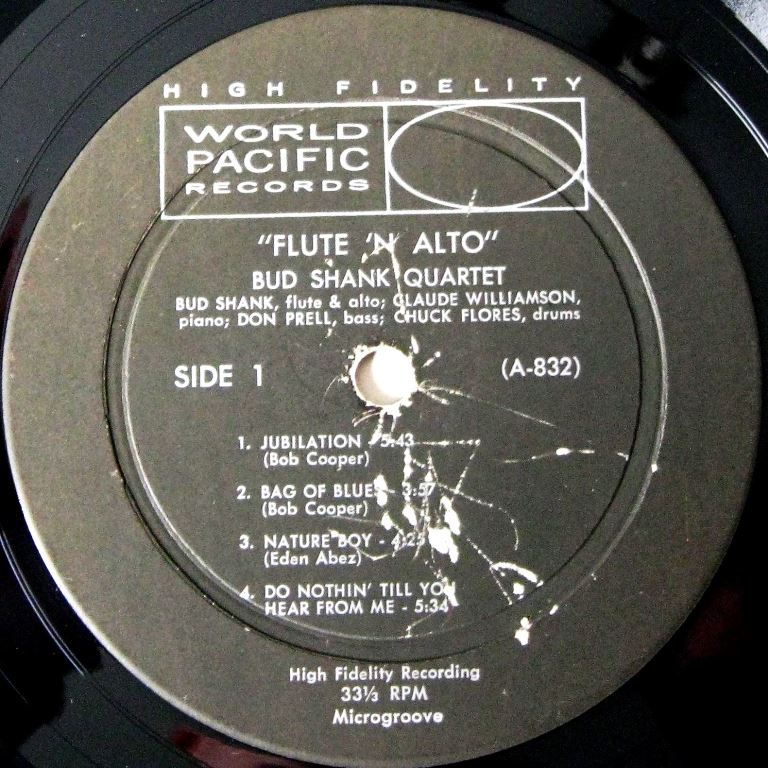 HIGH FIDELITY
WORLD
PACIFIC
RECORDS
"FLUTE 'N ALTO"
BUD SHANK QUARTET
BUD SHANK, flute & alto; CLAUDE WILLIAMSON,
piano; DON PRELL, bass; CHUCK FLORES, drums
SIDE 1 (A-832)
1. JUBILATION - 5:43
(Bob Cooper)
2. BAG OF BLUES - 3:57
(Bob Cooper)
3. NATURE BOY - 4:25
(Eden Abez)
4. DO NOTHIN' TILL YOU
HEAR FROM ME - 5:34
High Fidelity Recording
33⅓ RPM
Microgroove